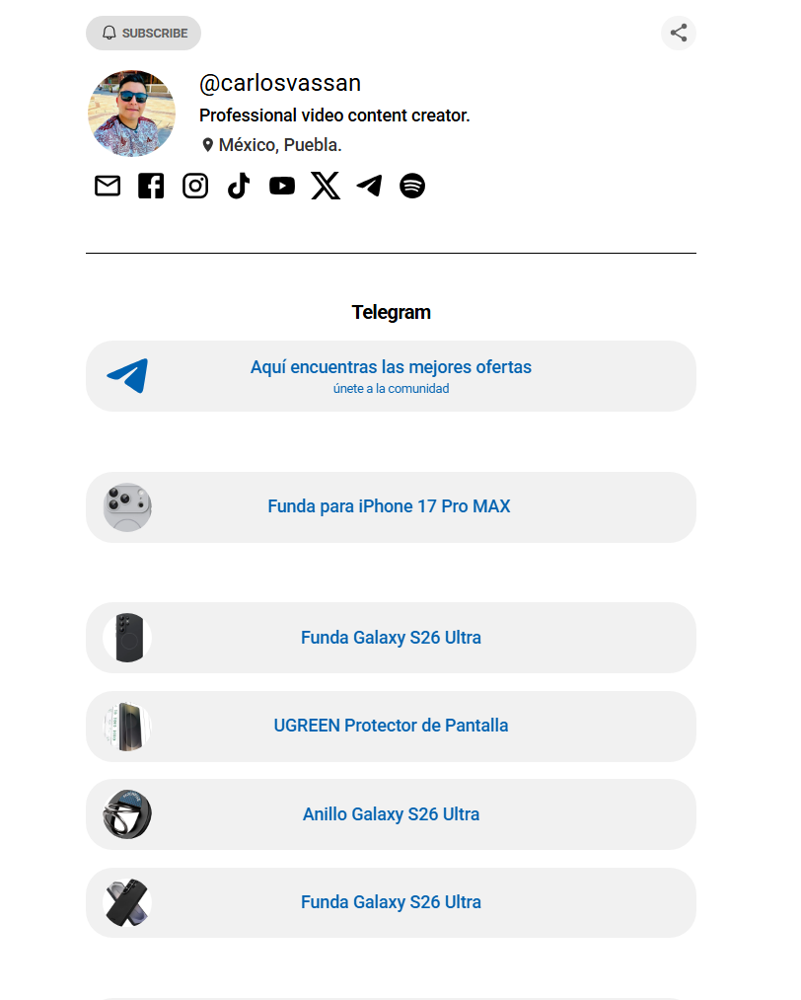 SUBSCRIBE
@carlosvassan
Professional video content creator.
México, Puebla.
Telegram
Aquí encuentras las mejores ofertas
únete a la comunidad
Funda para iPhone 17 Pro MAX
Funda Galaxy S26 Ultra
UGREEN Protector de Pantalla
Anillo Galaxy S26 Ultra
Funda Galaxy S26 Ultra